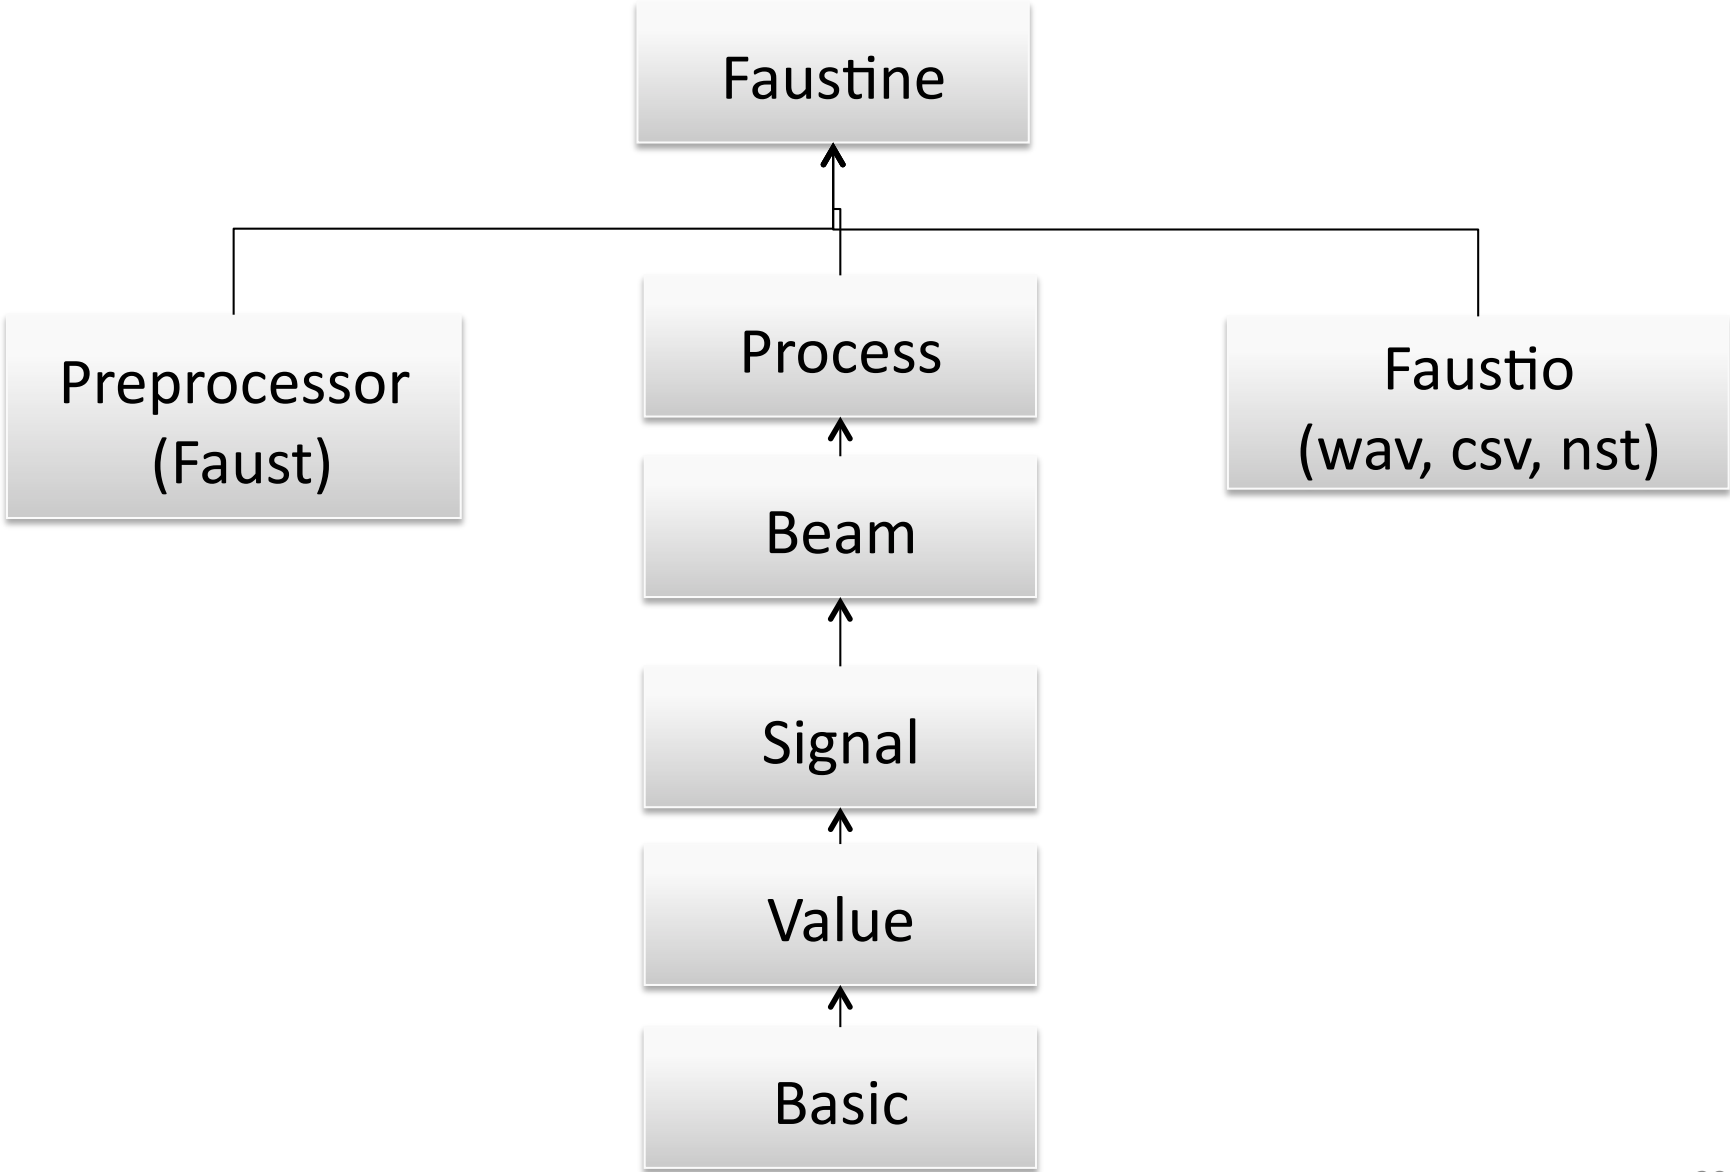 Faustine
Preprocessor
(Faust)
Process
Faustio
(wav, csv, nst)
Beam
Signal
Value
Basic